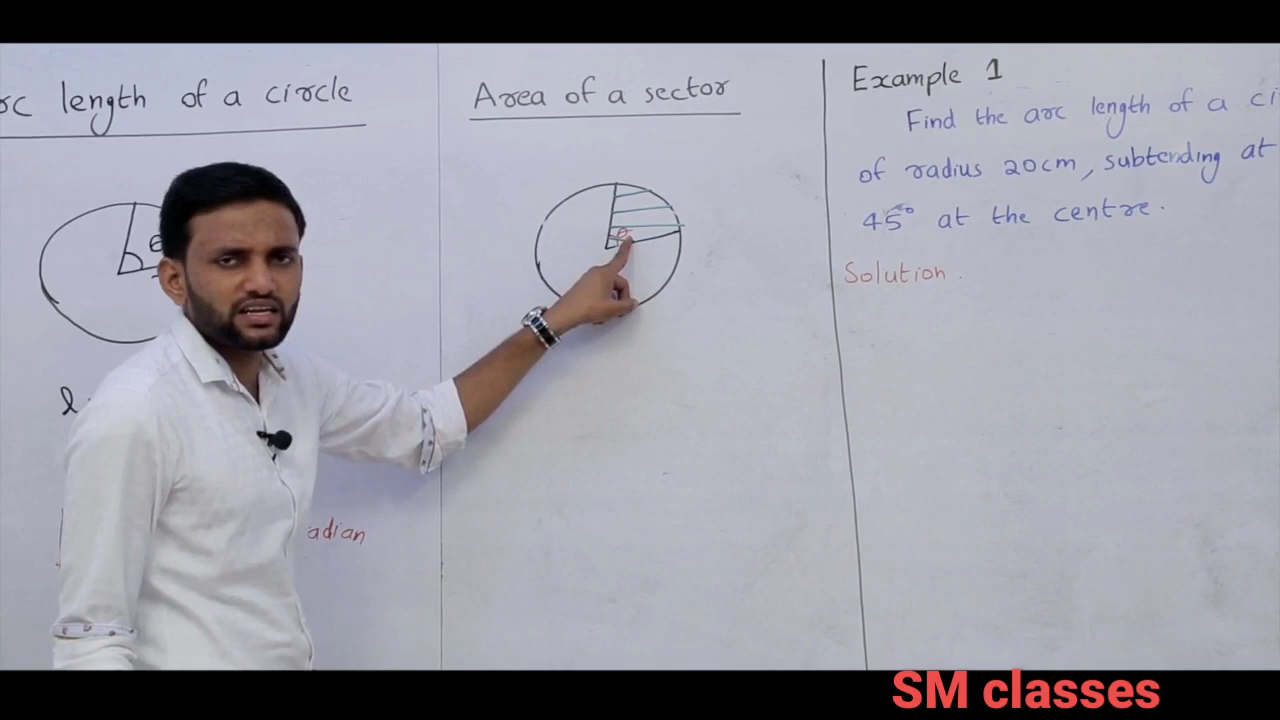 rc length of a circle
θ
l
adian
Area of a sector
θ
Example 1
Find the arc length of a ci
of radius 20cm, subtending at
45° at the centre.
Solution.
SM classes